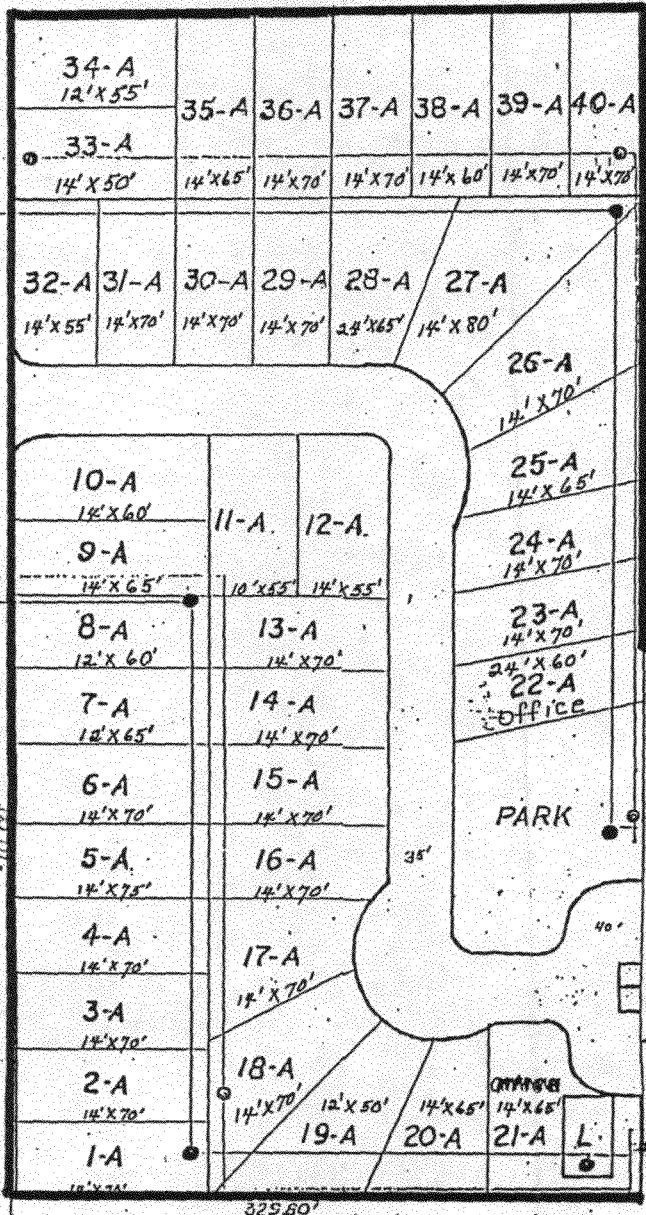 34-A
12'X55'
33-A
14'X50'
35-A
14'X65'
36-A
14'X70'
37-A
14'X70'
38-A
14'X60'
39-A
14'X70'
40-A
14'X70'
32-A
14'X55'
31-A
14'X70'
30-A
14'X70'
29-A
14'X70'
28-A
24'X65'
27-A
14'X80'
26-A
14'X70'
25-A
14'X65'
24-A
14'X70'
23-A
14'X70'
24'X60'
22-A
office
PARK
10-A
14'X60'
9-A
14'X65'
11-A
10'X55'
12-A
14'X55'
8-A
12'X60'
13-A
14'X70'
7-A
12'X65'
14-A
14'X70'
6-A
14'X70'
15-A
14'X70'
5-A
14'X75'
16-A
14'X70'
35'
4-A
14'X70'
17-A
14'X70'
40'
3-A
14'X70'
2-A
14'X70'
18-A
14'X70'
12'X50'
19-A
14'X65'
20-A
14'X65'
21-A
L
1-A
14'X70'
325.80'